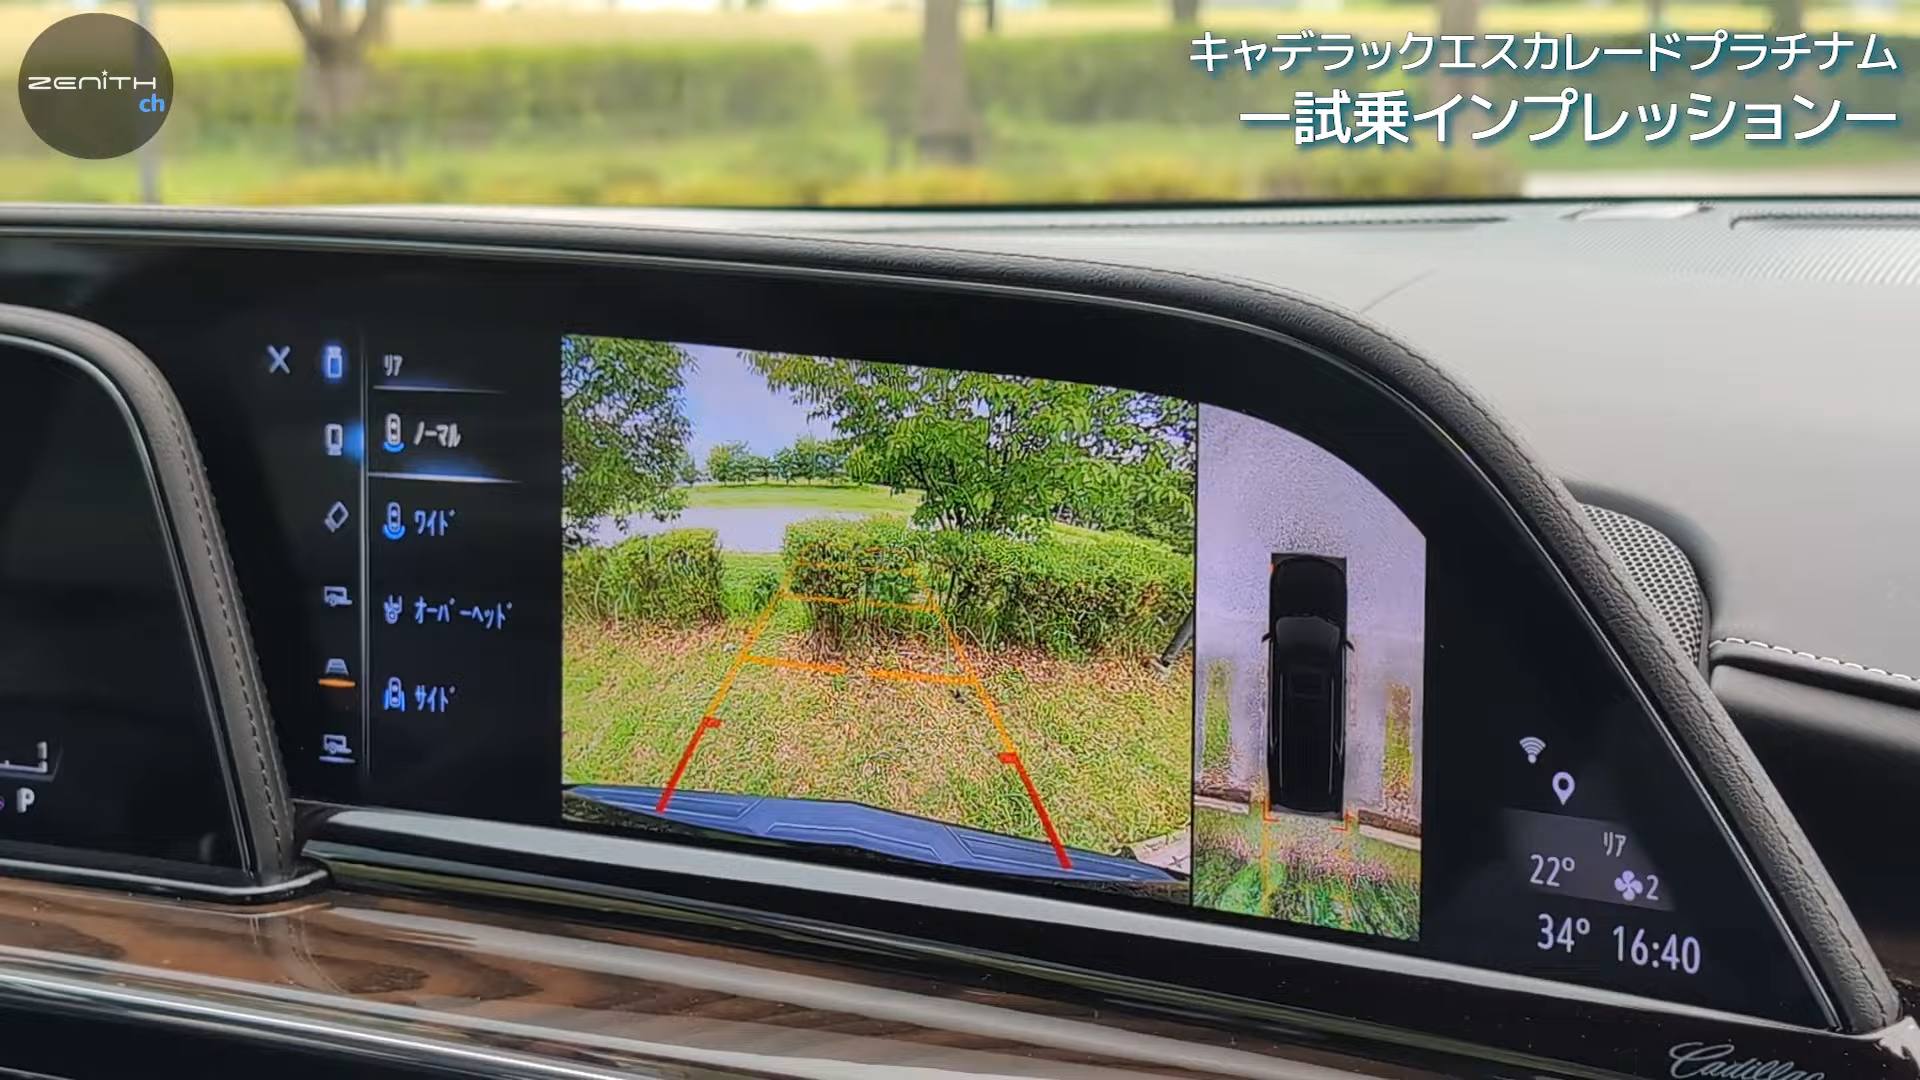 ZENITH
ch
キャデラックエスカレードプラチナム
ー試乗インプレッションー
X
リア
ノーマル
ワイド
オーバーヘッド
サイド
P
リア
22° 2
34° 16:40
Cadillac